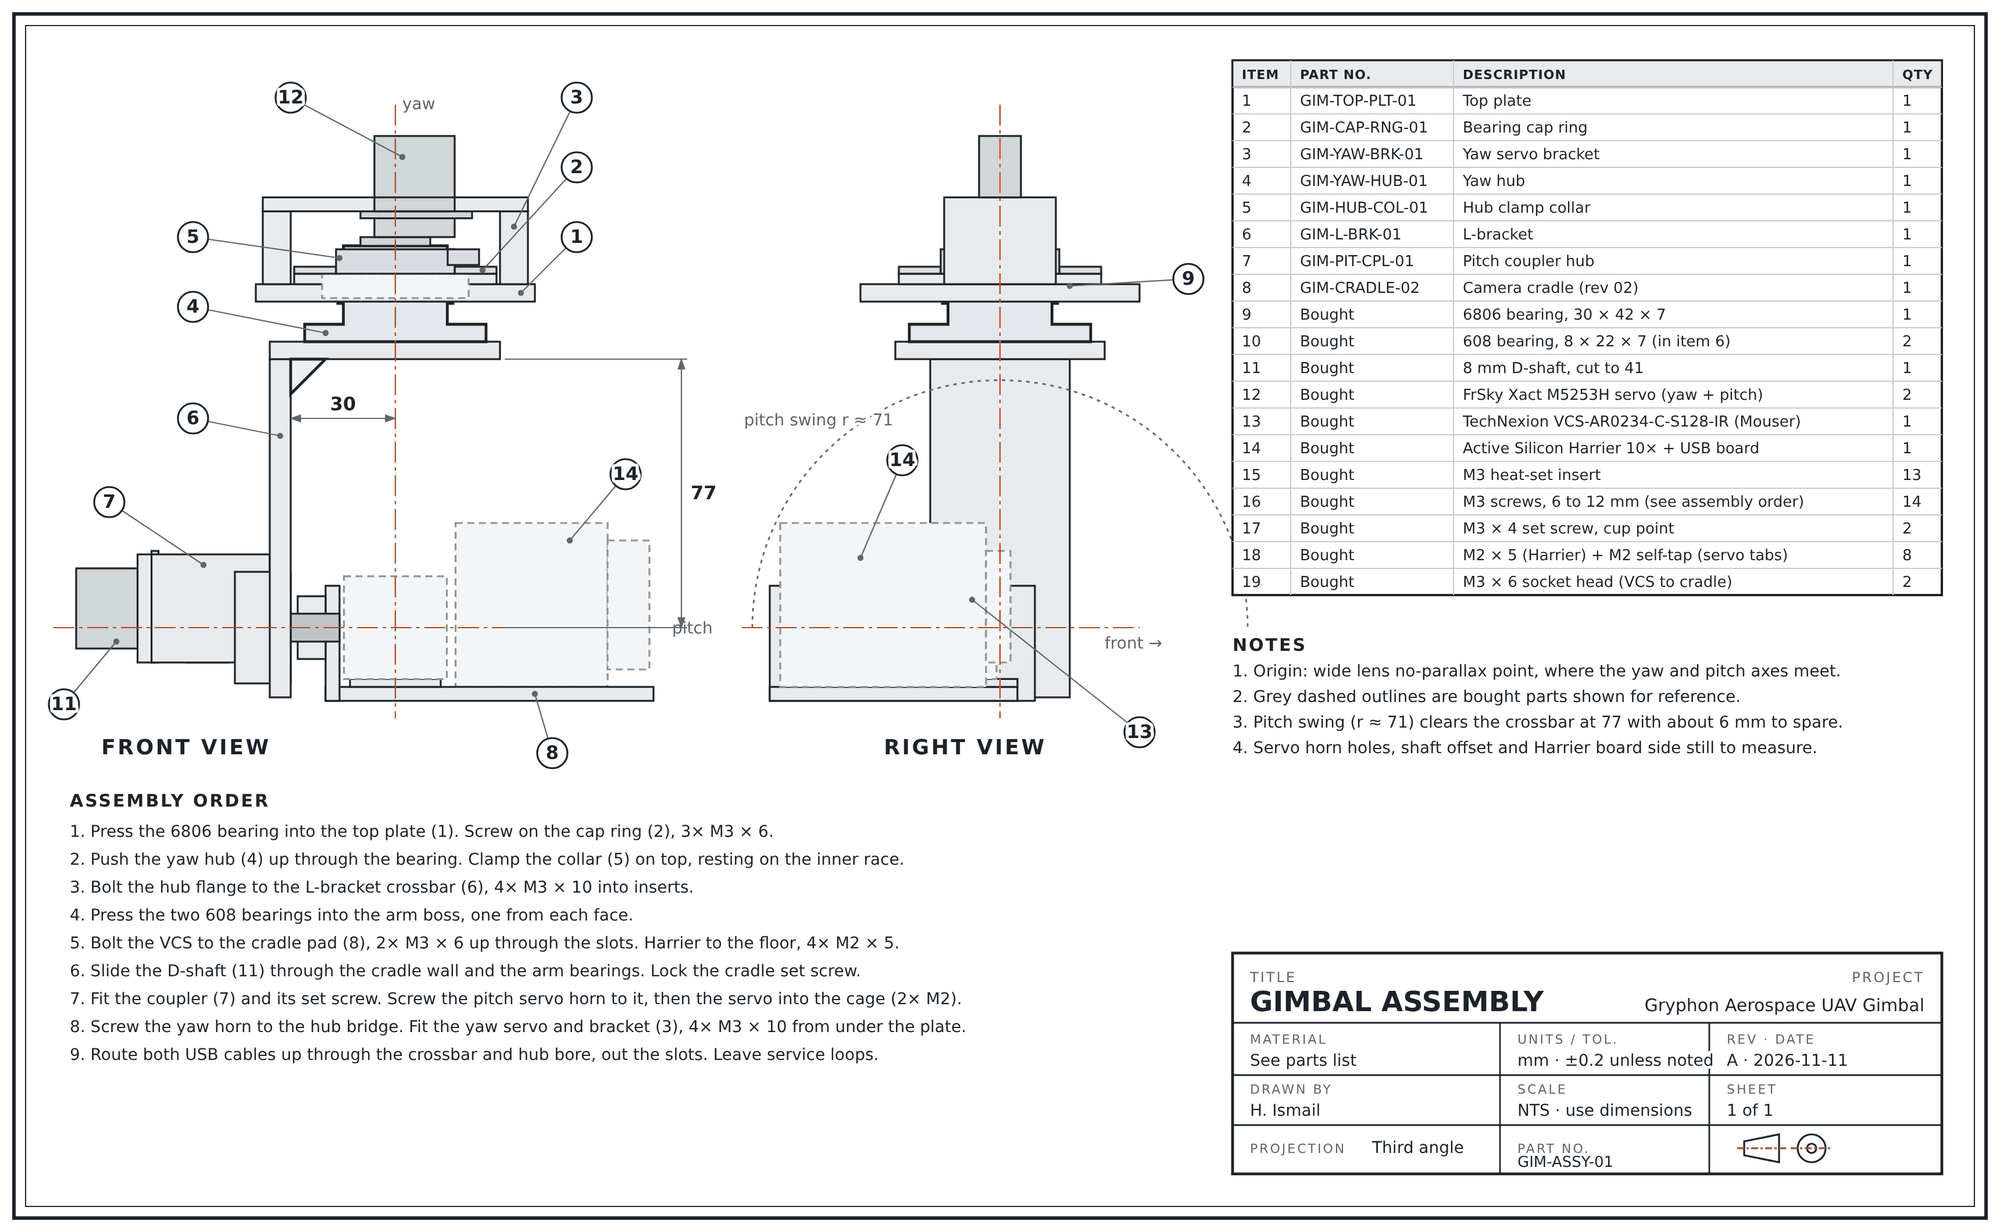 12
yaw
3
2
5
1
4
9
6
30
pitch swing r ≈ 71
14
14
77
7
pitch
front →
11
13
8
FRONT VIEW
RIGHT VIEW
ITEM PART NO. DESCRIPTION QTY
1 GIM-TOP-PLT-01 Top plate 1
2 GIM-CAP-RNG-01 Bearing cap ring 1
3 GIM-YAW-BRK-01 Yaw servo bracket 1
4 GIM-YAW-HUB-01 Yaw hub 1
5 GIM-HUB-COL-01 Hub clamp collar 1
6 GIM-L-BRK-01 L-bracket 1
7 GIM-PIT-CPL-01 Pitch coupler hub 1
8 GIM-CRADLE-02 Camera cradle (rev 02) 1
9 Bought 6806 bearing, 30 × 42 × 7 1
10 Bought 608 bearing, 8 × 22 × 7 (in item 6) 2
11 Bought 8 mm D-shaft, cut to 41 1
12 Bought FrSky Xact M5253H servo (yaw + pitch) 2
13 Bought TechNexion VCS-AR0234-C-S128-IR (Mouser) 1
14 Bought Active Silicon Harrier 10× + USB board 1
15 Bought M3 heat-set insert 13
16 Bought M3 screws, 6 to 12 mm (see assembly order) 14
17 Bought M3 × 4 set screw, cup point 2
18 Bought M2 × 5 (Harrier) + M2 self-tap (servo tabs) 8
19 Bought M3 × 6 socket head (VCS to cradle) 2
NOTES
1. Origin: wide lens no-parallax point, where the yaw and pitch axes meet.
2. Grey dashed outlines are bought parts shown for reference.
3. Pitch swing (r ≈ 71) clears the crossbar at 77 with about 6 mm to spare.
4. Servo horn holes, shaft offset and Harrier board side still to measure.
ASSEMBLY ORDER
1. Press the 6806 bearing into the top plate (1). Screw on the cap ring (2), 3× M3 × 6.
2. Push the yaw hub (4) up through the bearing. Clamp the collar (5) on top, resting on the inner race.
3. Bolt the hub flange to the L-bracket crossbar (6), 4× M3 × 10 into inserts.
4. Press the two 608 bearings into the arm boss, one from each face.
5. Bolt the VCS to the cradle pad (8), 2× M3 × 6 up through the slots. Harrier to the floor, 4× M2 × 5.
6. Slide the D-shaft (11) through the cradle wall and the arm bearings. Lock the cradle set screw.
7. Fit the coupler (7) and its set screw. Screw the pitch servo horn to it, then the servo into the cage (2× M2).
8. Screw the yaw horn to the hub bridge. Fit the yaw servo and bracket (3), 4× M3 × 10 from under the plate.
9. Route both USB cables up through the crossbar and hub bore, out the slots. Leave service loops.
TITLE PROJECT
GIMBAL ASSEMBLY Gryphon Aerospace UAV Gimbal
MATERIAL UNITS / TOL. REV · DATE
See parts list mm · ±0.2 unless noted A · 2026-11-11
DRAWN BY SCALE SHEET
H. Ismail NTS · use dimensions 1 of 1
PROJECTION Third angle PART NO.
GIM-ASSY-01